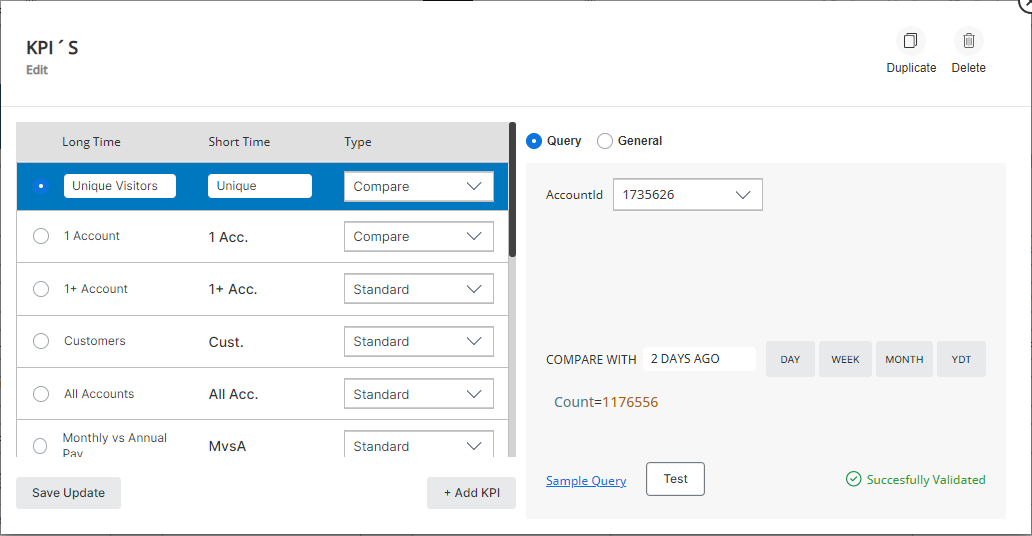 KPI´S
Edit
Duplicate
Delete
Long Time
Short Time
Type
Unique Visitors
Unique
Compare
1 Account
1 Acc.
Compare
1+ Account
1+ Acc.
Standard
Customers
Cust.
Standard
All Accounts
All Acc.
Standard
Monthly vs Annual
Pay
MvsA
Standard
Save Update
+ Add KPI
Query
General
AccountId
1735626
COMPARE WITH
2 DAYS AGO
DAY
WEEK
MONTH
YDT
Count=1176556
Sample Query
Test
Succesfully Validated